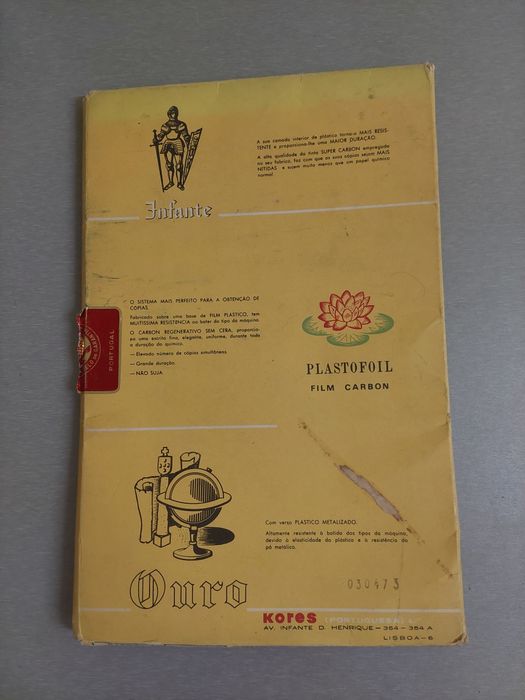 A sua camada interior de plástico torna-o MAIS RESIS-
TENTE e proporciona-lhe uma MAIOR DURAÇÃO.
A alta qualidade da tinta SUPER CARBON empregada
no seu fabrico, faz com que as suas cópias sejam MAIS
NITIDAS e sujem muito menos que um papel químico
normal.
Infante
O SISTEMA MAIS PERFEITO PARA A OBTENÇÃO DE
CÓPIAS.
Fabricado sobre uma base de FILM PLASTICO, tem
MUITISSIMA RESISTENCIA ao bater do tipo da máquina.
O CARBON REGENERATIVO SEM CERA, proporcio-
na uma escrita fina, elegante, uniforme, durante toda
a duração do químico.
— Elevado número de cópias simultâneas
— Grande duração
— NÃO SUJA
PORTUGAL
PLASTOFOIL
FILM CARBON
Com verso PLASTICO METALIZADO.
Altamente resistente à batida dos tipos da máquina,
devido à elasticidade do plástico e à resistência do
pó metálico.
Ouro
030473
Kores (PORTUGUESA)
AV. INFANTE D. HENRIQUE — 364 - 384 A
LISBOA-6